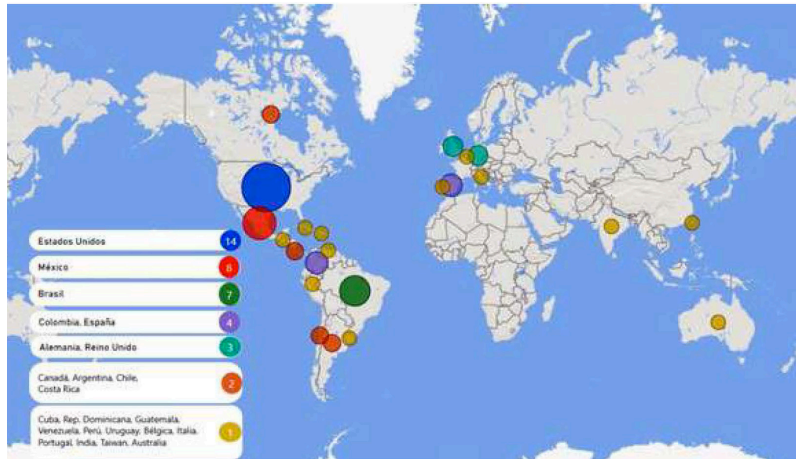 Estados Unidos 14
México 8
Brasil 7
Colombia, España 4
Alemania, Reino Unido 3
Canadá, Argentina, Chile,
Costa Rica 2
Cuba, Rep. Dominicana, Guatemala,
Venezuela, Perú, Uruguay, Bélgica, Italia, 1
Portugal, India, Taiwan, Australia